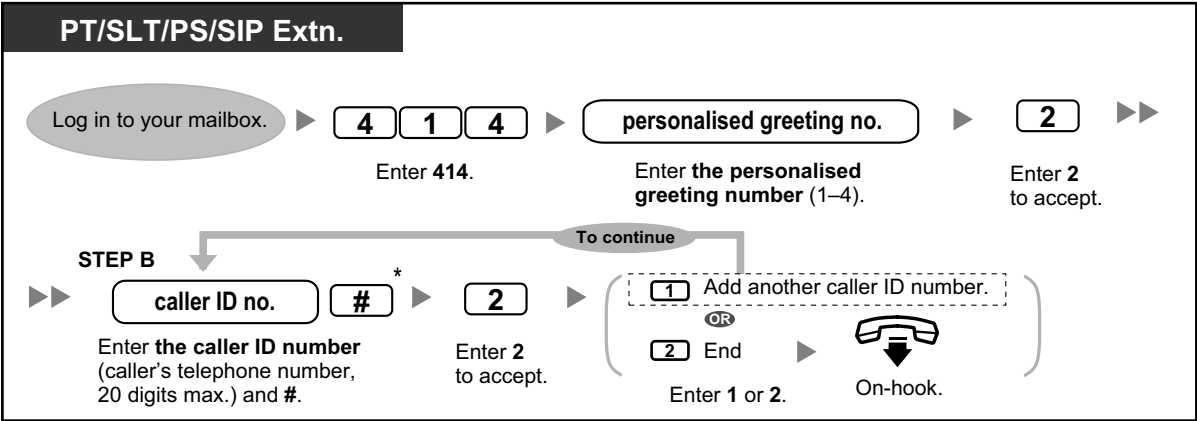 PT/SLT/PS/SIP Extn.
Log in to your mailbox.
4 1 4
Enter 414.
personalised greeting no.
Enter the personalised
greeting number (1–4).
2
Enter 2
to accept.
To continue
STEP B
caller ID no. # *
Enter the caller ID number
(caller's telephone number,
20 digits max.) and #.
2
Enter 2
to accept.
1 Add another caller ID number.
OR
2 End
Enter 1 or 2.
On-hook.